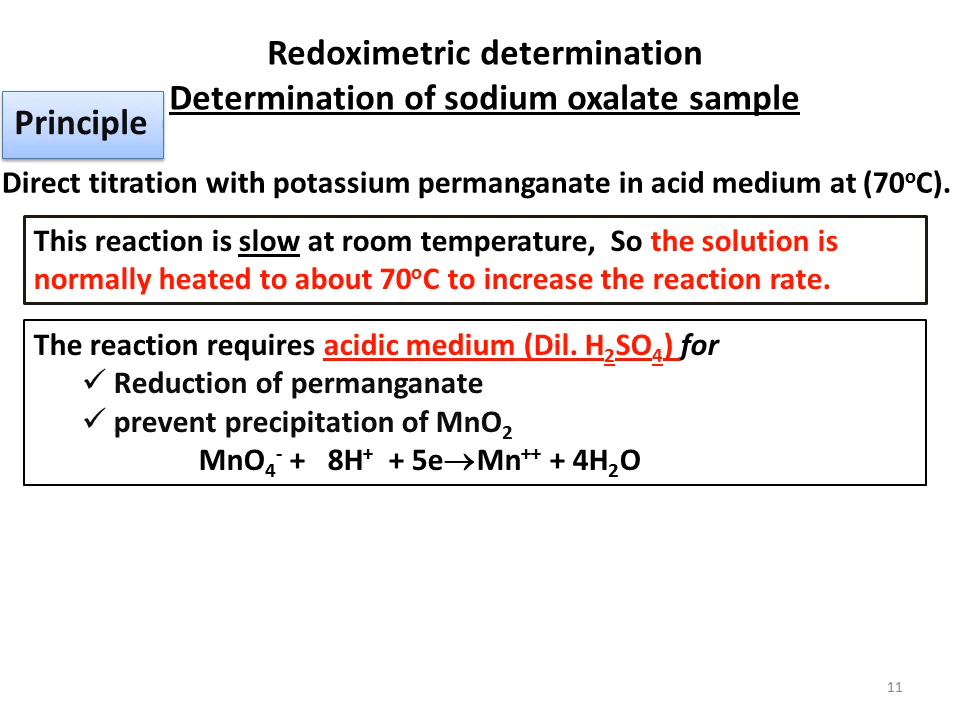 Redoximetric determination
Determination of sodium oxalate sample
Principle
Direct titration with potassium permanganate in acid medium at (70ᵒC).
This reaction is slow at room temperature,  So the solution is
normally heated to about 70ᵒC to increase the reaction rate.
The reaction requires acidic medium (Dil. H₂SO₄) for
✓ Reduction of permanganate
✓ prevent precipitation of MnO₂
MnO₄⁻ +   8H⁺  + 5e→Mn⁺⁺ + 4H₂O
11